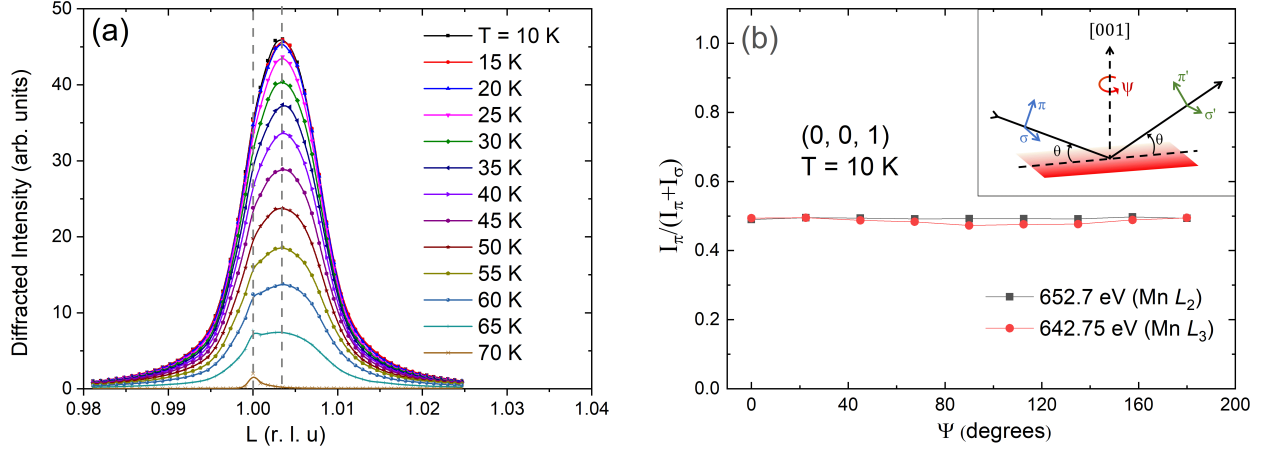 (a)
Diffracted Intensity (arb. units)
50
40
30
20
10
0
0.98 0.99 1.00 1.01 1.02 1.03 1.04
L (r. l. u)
T = 10 K
15 K
20 K
25 K
30 K
35 K
40 K
45 K
50 K
55 K
60 K
65 K
70 K
(b)
Iπ/(Iπ+Iσ)
1.0
0.8
0.6
0.4
0.2
0.0
0 40 80 120 160 200
Ψ (degrees)
(0, 0, 1)
T = 10 K
[001]
ψ
π
σ
π'
σ'
θ
θ
652.7 eV (Mn L₂)
642.75 eV (Mn L₃)